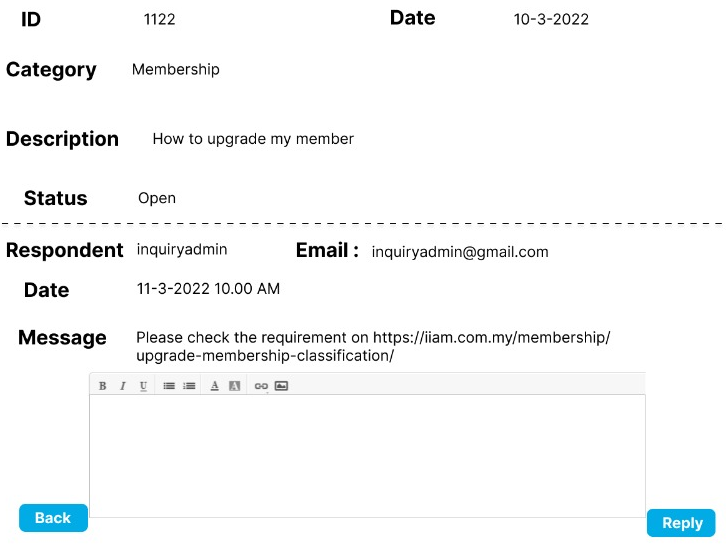 ID 1122 Date 10-3-2022
Category Membership
Description How to upgrade my member
Status Open
Respondent inquiryadmin Email : inquiryadmin@gmail.com
Date 11-3-2022 10.00 AM
Message Please check the requirement on https://iiam.com.my/membership/
upgrade-membership-classification/
B I U A A
Back Reply